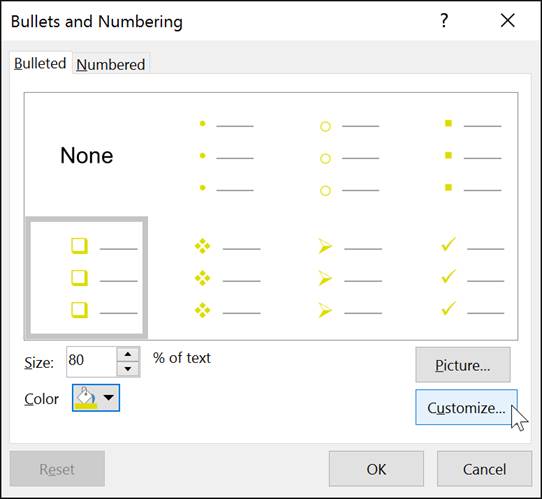 Bullets and Numbering ?
Bulleted Numbered
None
Size: 80 % of text
Picture...
Color
Customize...
Reset OK Cancel